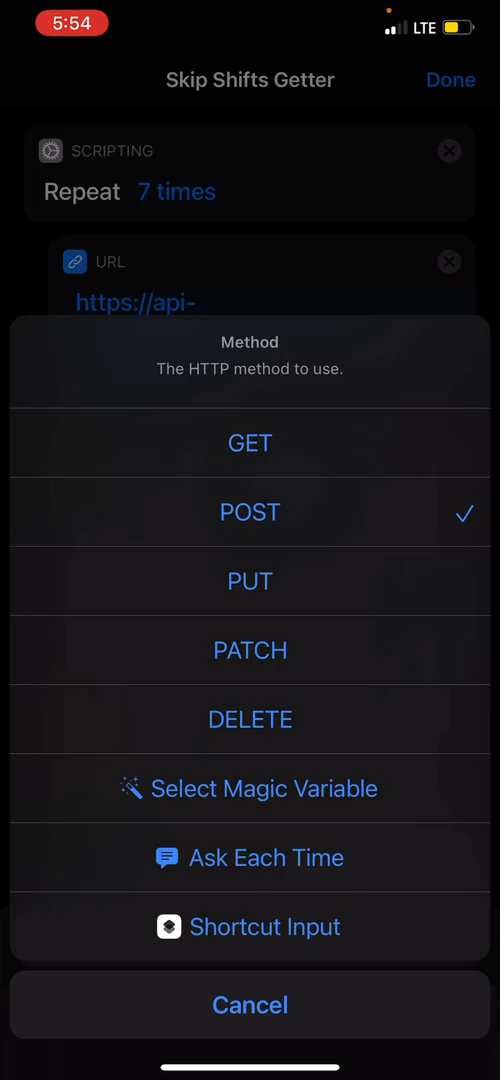 5:54
LTE
Skip Shifts Getter
Done
SCRIPTING
Repeat 7 times
URL
https://api-
Method
The HTTP method to use.
GET
POST
PUT
PATCH
DELETE
Select Magic Variable
Ask Each Time
Shortcut Input
Cancel